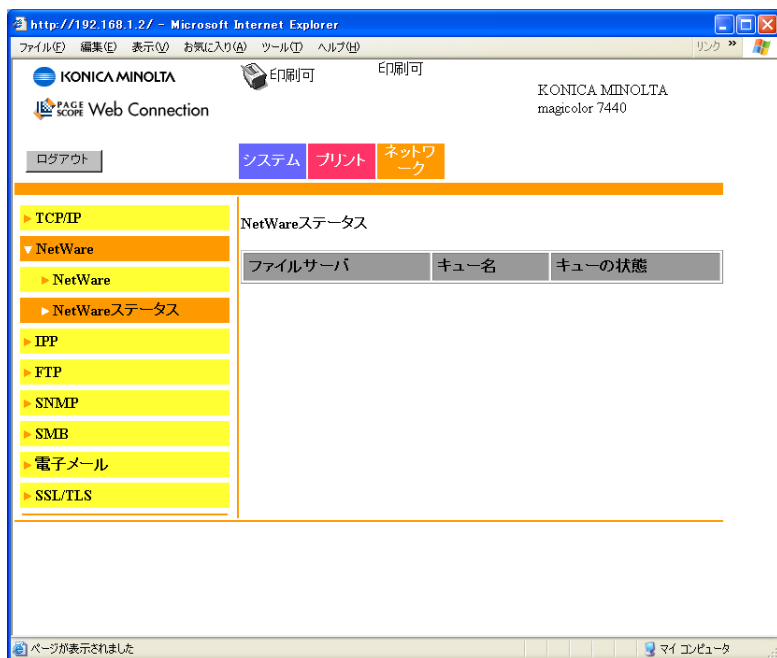 http://192.168.1.2/ - Microsoft Internet Explorer
ファイル(F) 編集(E) 表示(V) お気に入り(A) ツール(T) ヘルプ(H) リンク »
KONICA MINOLTA
印刷可
印刷可
KONICA MINOLTA
magicolor 7440
PAGE SCOPE Web Connection
ログアウト
システム
プリント
ネットワ
ーク
TCP/IP
NetWare
NetWare
NetWareステータス
IPP
FTP
SNMP
SMB
電子メール
SSL/TLS
NetWareステータス
ファイルサーバ キュー名 キューの状態
ページが表示されました マイ コンピュータ